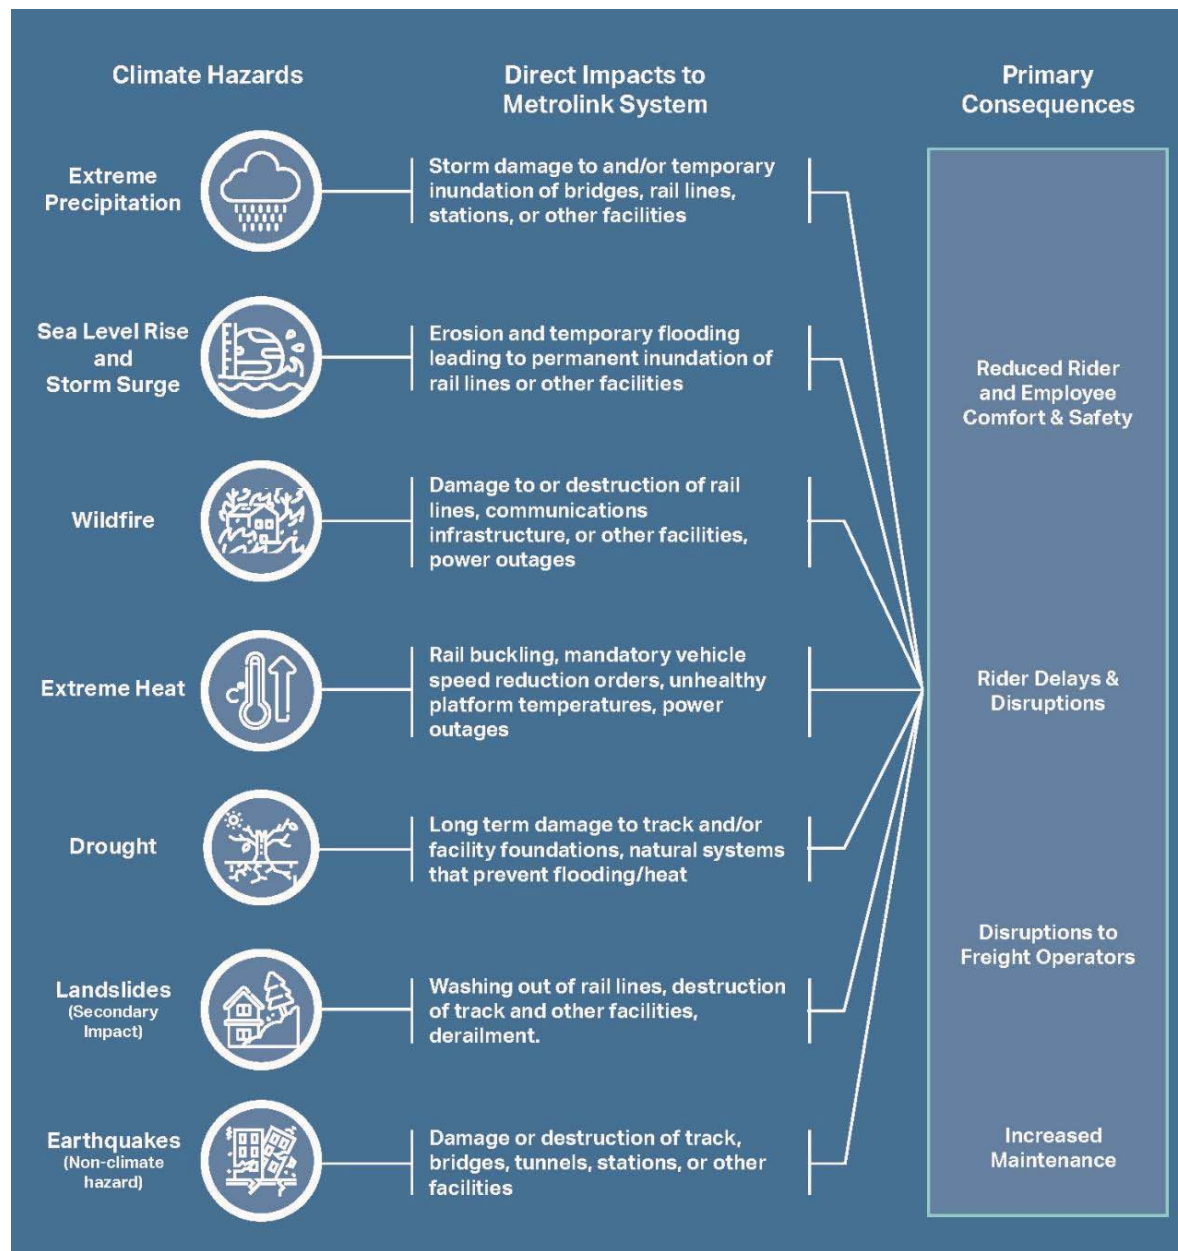 Climate Hazards
Direct Impacts to
Metrolink System
Primary
Consequences
Extreme
Precipitation
Storm damage to and/or temporary
inundation of bridges, rail lines,
stations, or other facilities
Sea Level Rise
and
Storm Surge
Erosion and temporary flooding
leading to permanent inundation of
rail lines or other facilities
Wildfire
Damage to or destruction of rail
lines, communications
infrastructure, or other facilities,
power outages
Extreme Heat
C°
Rail buckling, mandatory vehicle
speed reduction orders, unhealthy
platform temperatures, power
outages
Drought
Long term damage to track and/or
facility foundations, natural systems
that prevent flooding/heat
Landslides
(Secondary
Impact)
Washing out of rail lines, destruction
of track and other facilities,
derailment.
Earthquakes
(Non-climate
hazard)
Damage or destruction of track,
bridges, tunnels, stations, or other
facilities
Reduced Rider
and Employee
Comfort & Safety
Rider Delays &
Disruptions
Disruptions to
Freight Operators
Increased
Maintenance